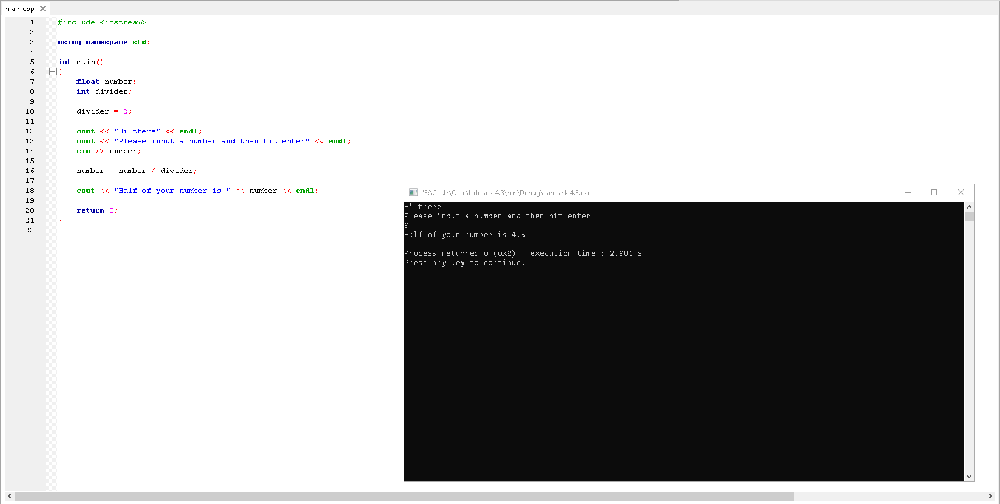 main.cpp X
1 #include <iostream>
2
3 using namespace std;
4
5 int main()
6 {
7 float number;
8 int divider;
9
10 divider = 2;
11
12 cout << "Hi there" << endl;
13 cout << "Please input a number and then hit enter" << endl;
14 cin >> number;
15
16 number = number / divider;
17
18 cout << "Half of your number is " << number << endl;
19
20 return 0;
21 }
22
"E:\Code\C++\Lab task 4.3\bin\Debug\Lab task 4.3.exe"
Hi there
Please input a number and then hit enter
9
Half of your number is 4.5
Process returned 0 (0x0) execution time : 2.981 s
Press any key to continue.